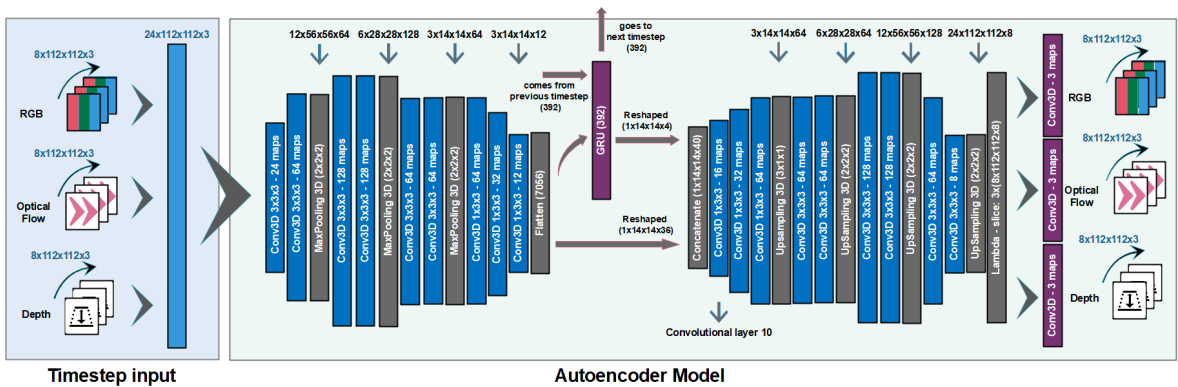 24x112x112x3
8x112x112x3
RGB
8x112x112x3
Optical
Flow
8x112x112x3
Depth
Timestep input
12x56x56x64
6x28x28x128
3x14x14x64
3x14x14x12
goes to
next timestep
(392)
comes from
previous timestep
(392)
Conv3D 3x3x3 - 24 maps
Conv3D 3x3x3 - 64 maps
MaxPooling 3D (2x2x2)
Conv3D 3x3x3 - 128 maps
Conv3D 3x3x3 - 128 maps
MaxPooling 3D (2x2x2)
Conv3D 3x3x3 - 64 maps
Conv3D 3x3x3 - 64 maps
MaxPooling 3D (2x2x2)
Conv3D 1x3x3 - 64 maps
Conv3D 1x3x3 - 32 maps
Conv3D 1x3x3 - 12 maps
Flatten (7066)
GRU (392)
Reshaped
(1x14x14x4)
Reshaped
(1x14x14x36)
3x14x14x64
6x28x28x64
12x56x56x128
24x112x112x8
Concatenate (1x14x14x40)
Conv3D 1x3x3 - 16 maps
Conv3D 1x3x3 - 32 maps
Conv3D 1x3x3 - 64 maps
UpSampling 3D (3x1x1)
Conv3D 3x3x3 - 64 maps
Conv3D 3x3x3 - 64 maps
UpSampling 3D (2x2x2)
Conv3D 3x3x3 - 128 maps
Conv3D 3x3x3 - 128 maps
UpSampling 3D (2x2x2)
Conv3D 3x3x3 - 64 maps
Conv3D 3x3x3 - 8 maps
UpSampling 3D (2x2x2)
Lambda - slice: 3x(8x112x112x8)
Convolutional layer 10
Conv3D - 3 maps
Conv3D - 3 maps
Conv3D - 3 maps
8x112x112x3
RGB
8x112x112x3
Optical
Flow
8x112x112x3
Depth
Autoencoder Model